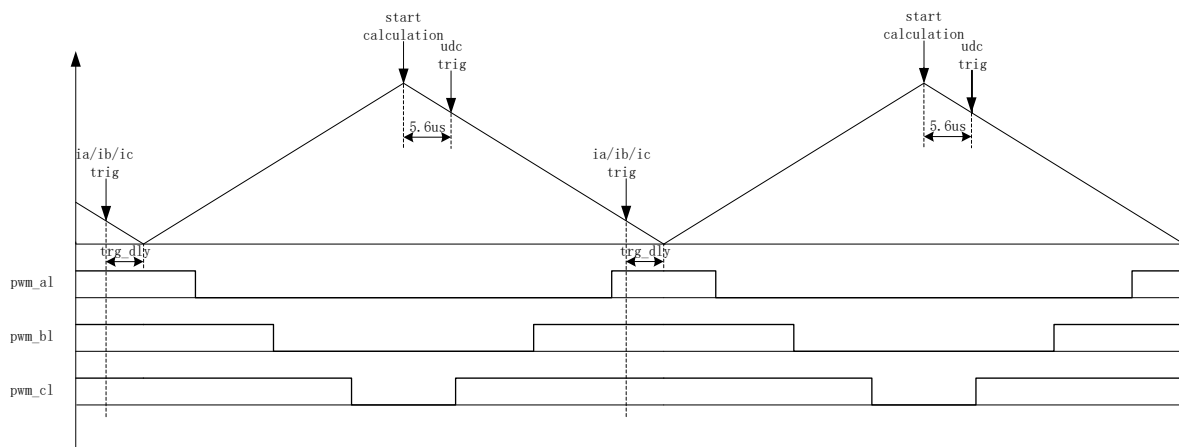 start
calculation
udc
trig
5.6us
ia/ib/ic
trig
trg_dly
start
calculation
udc
trig
5.6us
ia/ib/ic
trig
trg_dly
pwm_al
pwm_bl
pwm_cl